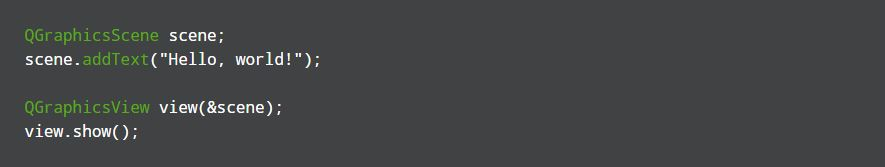 QGraphicsScene scene;
scene.addText("Hello, world!");
QGraphicsView view(&scene);
view.show();